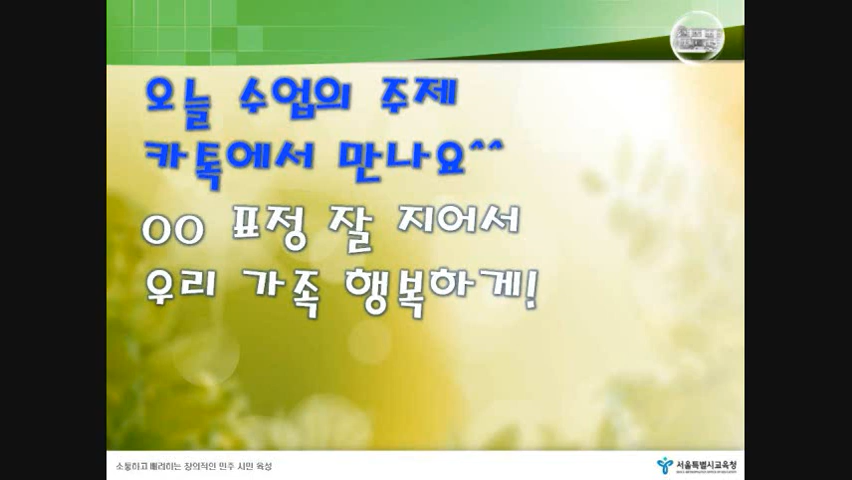 오늘 수업의 주제
카톡에서 만나요^^
OO 표정 잘 지어서
우리 가족 행복하게!
소통하고 배려하는 창의적인 민주 시민 육성
서울특별시교육청